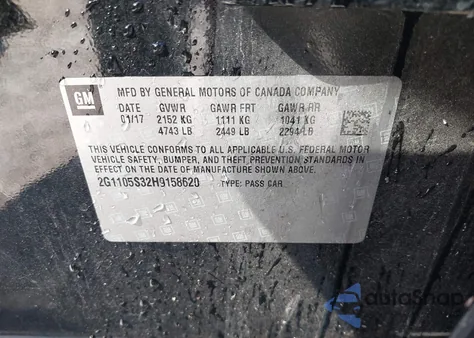 GM
MFD BY GENERAL MOTORS OF CANADA COMPANY
DATE GVWR GAWR FRT GAWR RR
01/17 2152 KG 1111 KG 1041 KG
4743 LB 2449 LB 2294 LB
THIS VEHICLE CONFORMS TO ALL APPLICABLE U.S. FEDERAL MOTOR
VEHICLE SAFETY, BUMPER, AND THEFT PREVENTION STANDARDS IN
EFFECT ON THE DATE OF MANUFACTURE SHOWN ABOVE.
2G1105S32H9158620 TYPE: PASS CAR
AutoShop